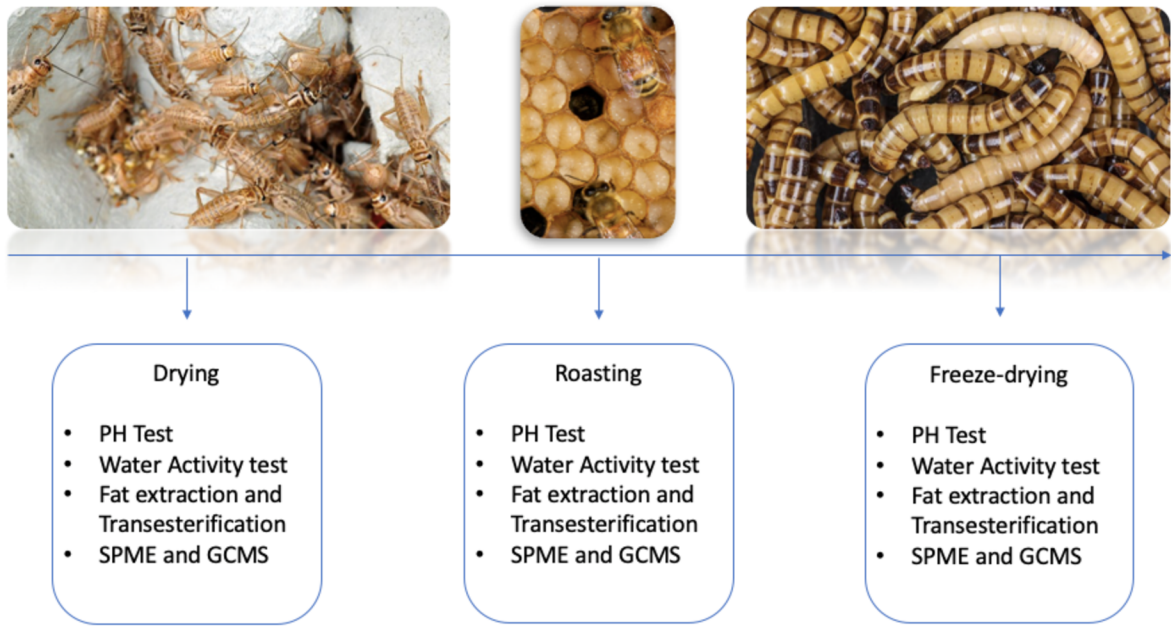 Drying
• PH Test
• Water Activity test
• Fat extraction and
Transesterification
• SPME and GCMS
Roasting
• PH Test
• Water Activity test
• Fat extraction and
Transesterification
• SPME and GCMS
Freeze-drying
• PH Test
• Water Activity test
• Fat extraction and
Transesterification
• SPME and GCMS